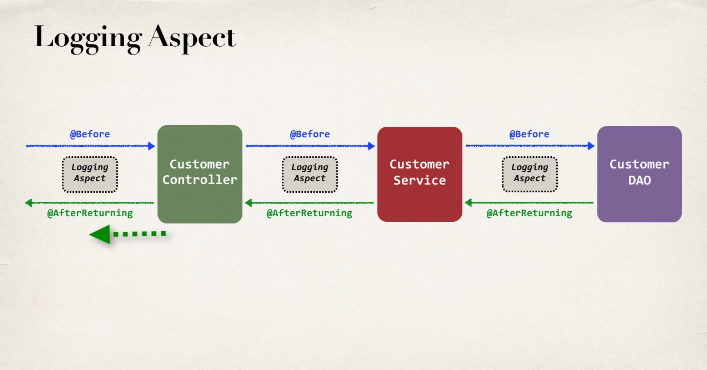 Logging Aspect
@Before
@Before
@Before
Logging
Aspect
Customer
Controller
Logging
Aspect
Customer
Service
Logging
Aspect
Customer
DAO
@AfterReturning
@AfterReturning
@AfterReturning